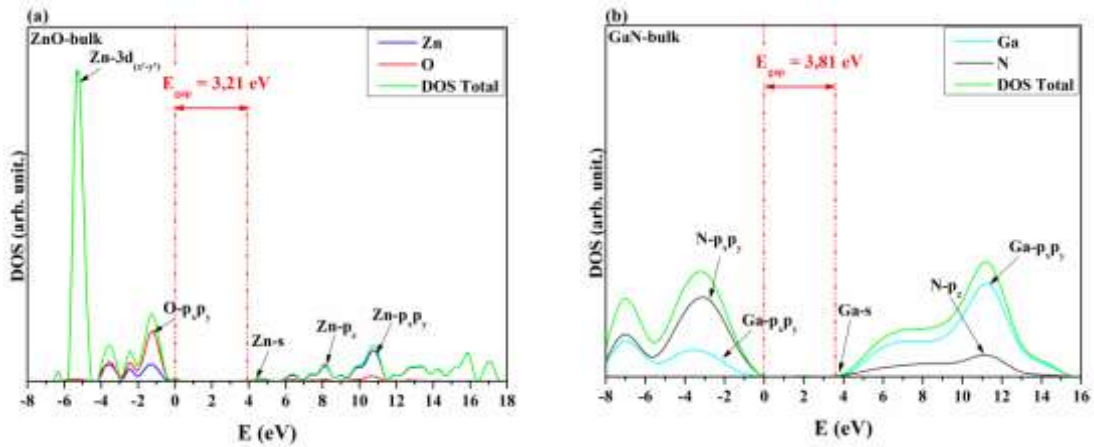 (a)
ZnO-bulk
Zn-3d(x²-y²)
E gap = 3,21 eV
Zn
O
DOS Total
O-pxpy
Zn-s
Zn-pz
Zn-pxpy
DOS (arb. unit.)
-8 -6 -4 -2 0 2 4 6 8 10 12 14 16 18
E (eV)
(b)
GaN-bulk
E gap = 3,81 eV
Ga
N
DOS Total
N-pxpy
Ga-pxpy
Ga-s
N-pz
Ga-pxpy
DOS (arb. unit.)
-8 -6 -4 -2 0 2 4 6 8 10 12 14 16
E (eV)